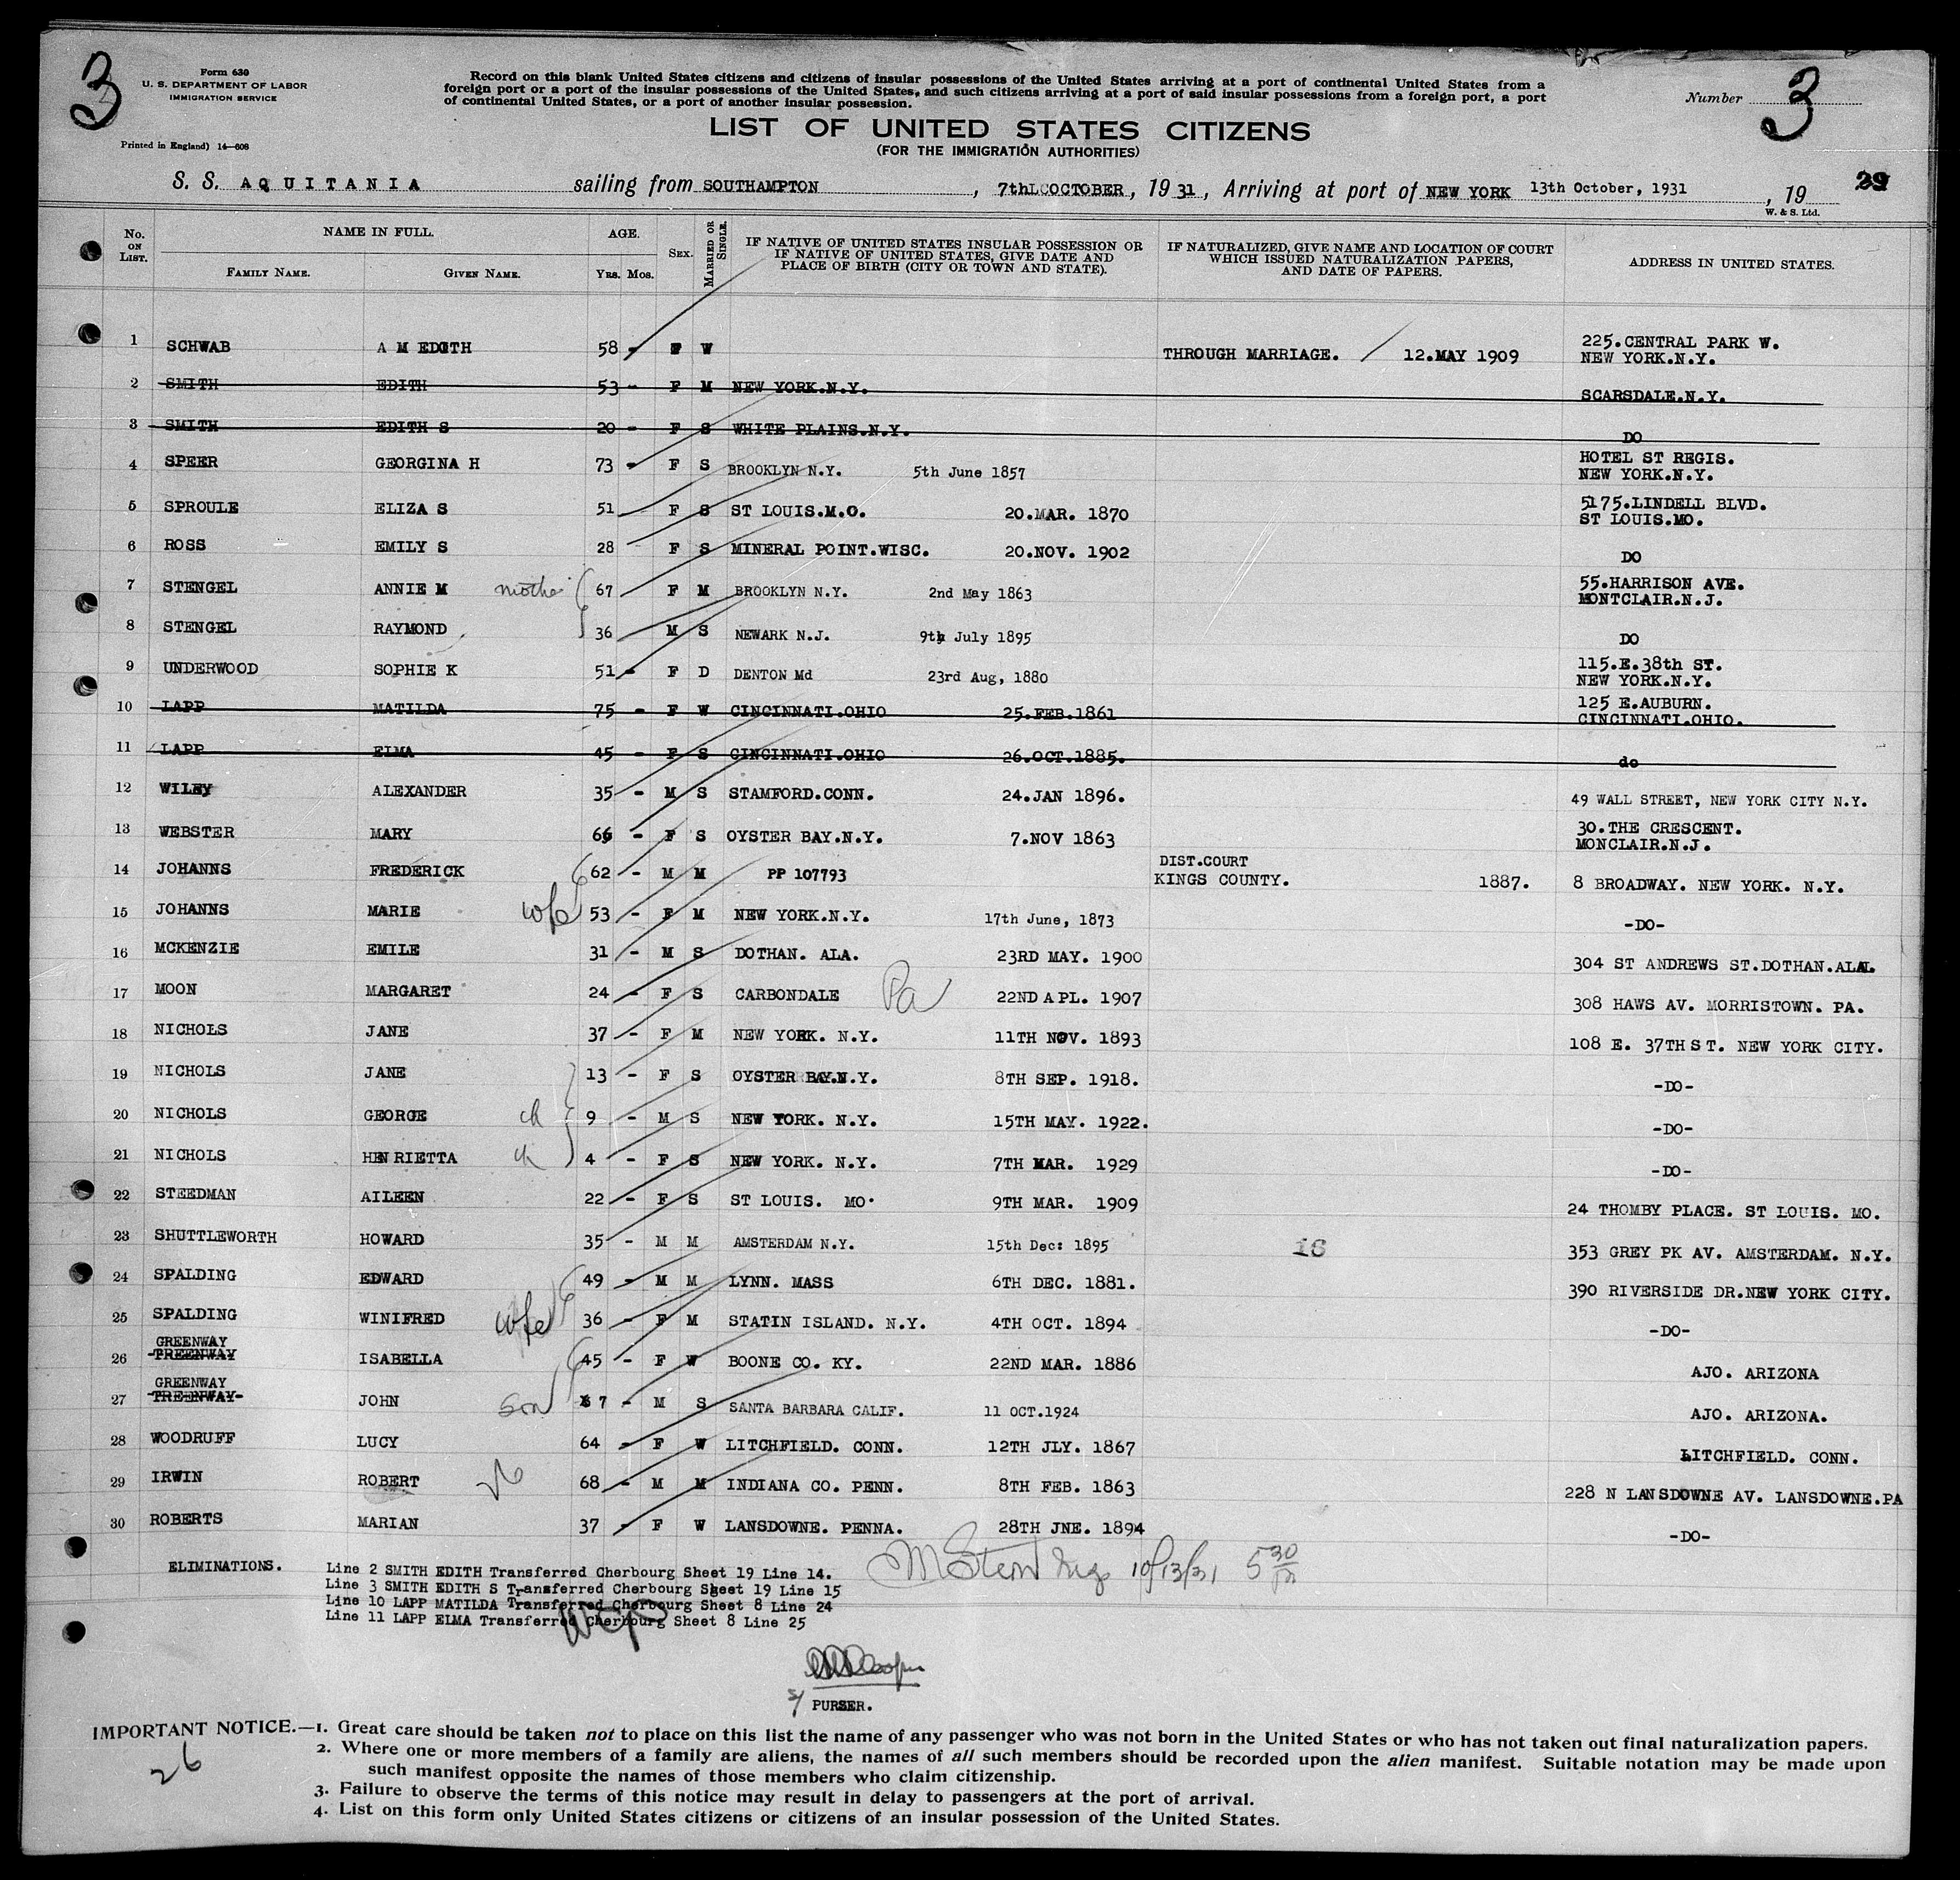 3
Form 630
U. S. DEPARTMENT OF LABOR
IMMIGRATION SERVICE
Printed in England) 14—608
Record on this blank United States citizens and citizens of insular possessions of the United States arriving at a port of continental United States from a
foreign port or a port of the insular possessions of the United States, and such citizens arriving at a port of said insular possessions from a foreign port, a port
of continental United States, or a port of another insular possession.
Number 3
LIST OF UNITED STATES CITIZENS
(FOR THE IMMIGRATION AUTHORITIES)
S. S. AQUITANIA sailing from SOUTHAMPTON, 7th OCTOBER, 1931, Arriving at port of NEW YORK 13th October, 1931, 19
29
W. & S. Ltd.
No. ON LIST. NAME IN FULL. FAMILY NAME. GIVEN NAME. AGE. YRS. MOS. SEX. MARRIED OR SINGLE. IF NATIVE OF UNITED STATES INSULAR POSSESSION OR IF NATIVE OF UNITED STATES, GIVE DATE AND PLACE OF BIRTH (CITY OR TOWN AND STATE). IF NATURALIZED, GIVE NAME AND LOCATION OF COURT WHICH ISSUED NATURALIZATION PAPERS, AND DATE OF PAPERS. ADDRESS IN UNITED STATES.
1 SCHWAB A M EDITH 58 - F W THROUGH MARRIAGE. / 12.MAY 1909 225.CENTRAL PARK W. NEW YORK.N.Y.
2 SMITH EDITH 53 - F M NEW YORK.N.Y. SCARSDALE.N.Y.
3 SMITH EDITH S 20 - F S WHITE PLAINS.N.Y. DO
4 SPEER GEORGINA H 73 - F S BROOKLYN N.Y. 5th June 1857 HOTEL ST REGIS. NEW YORK.N.Y.
5 SPROULE ELIZA S 51 F S ST LOUIS.M.O. 20.MAR. 1870 5175.LINDELL BLVD. ST LOUIS.MO.
6 ROSS EMILY S 28 F S MINERAL POINT.WISC. 20.NOV. 1902 DO
7 STENGEL ANNIE M mother 67 F M BROOKLYN N.Y. 2nd May 1863 55.HARRISON AVE. MONTCLAIR.N.J.
8 STENGEL RAYMOND 36 M S NEWARK N.J. 9th July 1895 DO
9 UNDERWOOD SOPHIE K 51 - F D DENTON Md 23rd Aug, 1880 115.E.38th ST. NEW YORK.N.Y.
10 LAPP MATILDA 75 - F W CINCINNATI.OHIO 25.FEB.1861 125 E.AUBURN. CINCINNATI.OHIO.
11 LAPP ELMA 45 - F S CINCINNATI.OHIO 26.OCT.1885. do
12 WILEY ALEXANDER 35 - M S STAMFORD.CONN. 24.JAN 1896. 49 WALL STREET, NEW YORK CITY N.Y.
13 WEBSTER MARY 66 - F S OYSTER BAY.N.Y. 7.NOV 1863 30.THE CRESCENT. MONCLAIR.N.J.
14 JOHANNS FREDERICK 62 - M M PP 107793 DIST.COURT KINGS COUNTY. 1887. 8 BROADWAY. NEW YORK. N.Y.
15 JOHANNS MARIE wife 53 - F M NEW YORK.N.Y. 17th June, 1873 -DO-
16 MCKENZIE EMILE 31 - M S DOTHAN. ALA. 23RD MAY. 1900 304 ST ANDREWS ST.DOTHAN.ALA.
17 MOON MARGARET 24 - F S CARBONDALE Pa 22ND APL. 1907 308 HAWS AV. MORRISTOWN. PA.
18 NICHOLS JANE 37 - F M NEW YORK. N.Y. 11TH NOV. 1893 108 E. 37TH ST. NEW YORK CITY.
19 NICHOLS JANE 13 - F S OYSTER BAY.N.Y. 8TH SEP. 1918. -DO-
20 NICHOLS GEORGE ch 9 - M S NEW YORK. N.Y. 15TH MAY. 1922. -DO-
21 NICHOLS HENRIETTA ch 4 - F S NEW YORK. N.Y. 7TH MAR. 1929 -DO-
22 STEEDMAN AILEEN 22 - F S ST LOUIS. MO. 9TH MAR. 1909 24 THOMBY PLACE. ST LOUIS. MO.
23 SHUTTLEWORTH HOWARD 35 - M M AMSTERDAM N.Y. 15th Dec: 1895 18 353 GREY PK AV. AMSTERDAM. N.Y.
24 SPALDING EDWARD 49 - M M LYNN. MASS 6TH DEC. 1881. 390 RIVERSIDE DR.NEW YORK CITY.
25 SPALDING WINIFRED wife 36 - F M STATIN ISLAND. N.Y. 4TH OCT. 1894 -DO-
GREENWAY
26 TREENWAY ISABELLA 45 - F W BOONE CO. KY. 22ND MAR. 1886 AJO. ARIZONA
GREENWAY
27 TREENWAY JOHN son 7 - M S SANTA BARBARA CALIF. 11 OCT.1924 AJO. ARIZONA.
28 WOODRUFF LUCY 64 - F W LITCHFIELD. CONN. 12TH JLY. 1867 LITCHFIELD. CONN.
29 IRWIN ROBERT 68 - M M INDIANA CO. PENN. 8TH FEB. 1863 228 N LANSDOWNE AV. LANSDOWNE.PA
30 ROBERTS MARIAN 37 - F W LANSDOWNE. PENNA. 28TH JNE. 1894 -DO-
ELIMINATIONS. Line 2 SMITH EDITH Transferred Cherbourg Sheet 19 Line 14.
Line 3 SMITH EDITH S Transferred Cherbourg Sheet 19 Line 15
Line 10 LAPP MATILDA Transferred Cherbourg Sheet 8 Line 24
Line 11 LAPP ELMA Transferred Cherbourg Sheet 8 Line 25
10/13/31 5 30 pm
PURSER.
IMPORTANT NOTICE.—1. Great care should be taken not to place on this list the name of any passenger who was not born in the United States or who has not taken out final naturalization papers.
2. Where one or more members of a family are aliens, the names of all such members should be recorded upon the alien manifest. Suitable notation may be made upon
such manifest opposite the names of those members who claim citizenship.
3. Failure to observe the terms of this notice may result in delay to passengers at the port of arrival.
4. List on this form only United States citizens or citizens of an insular possession of the United States.
26